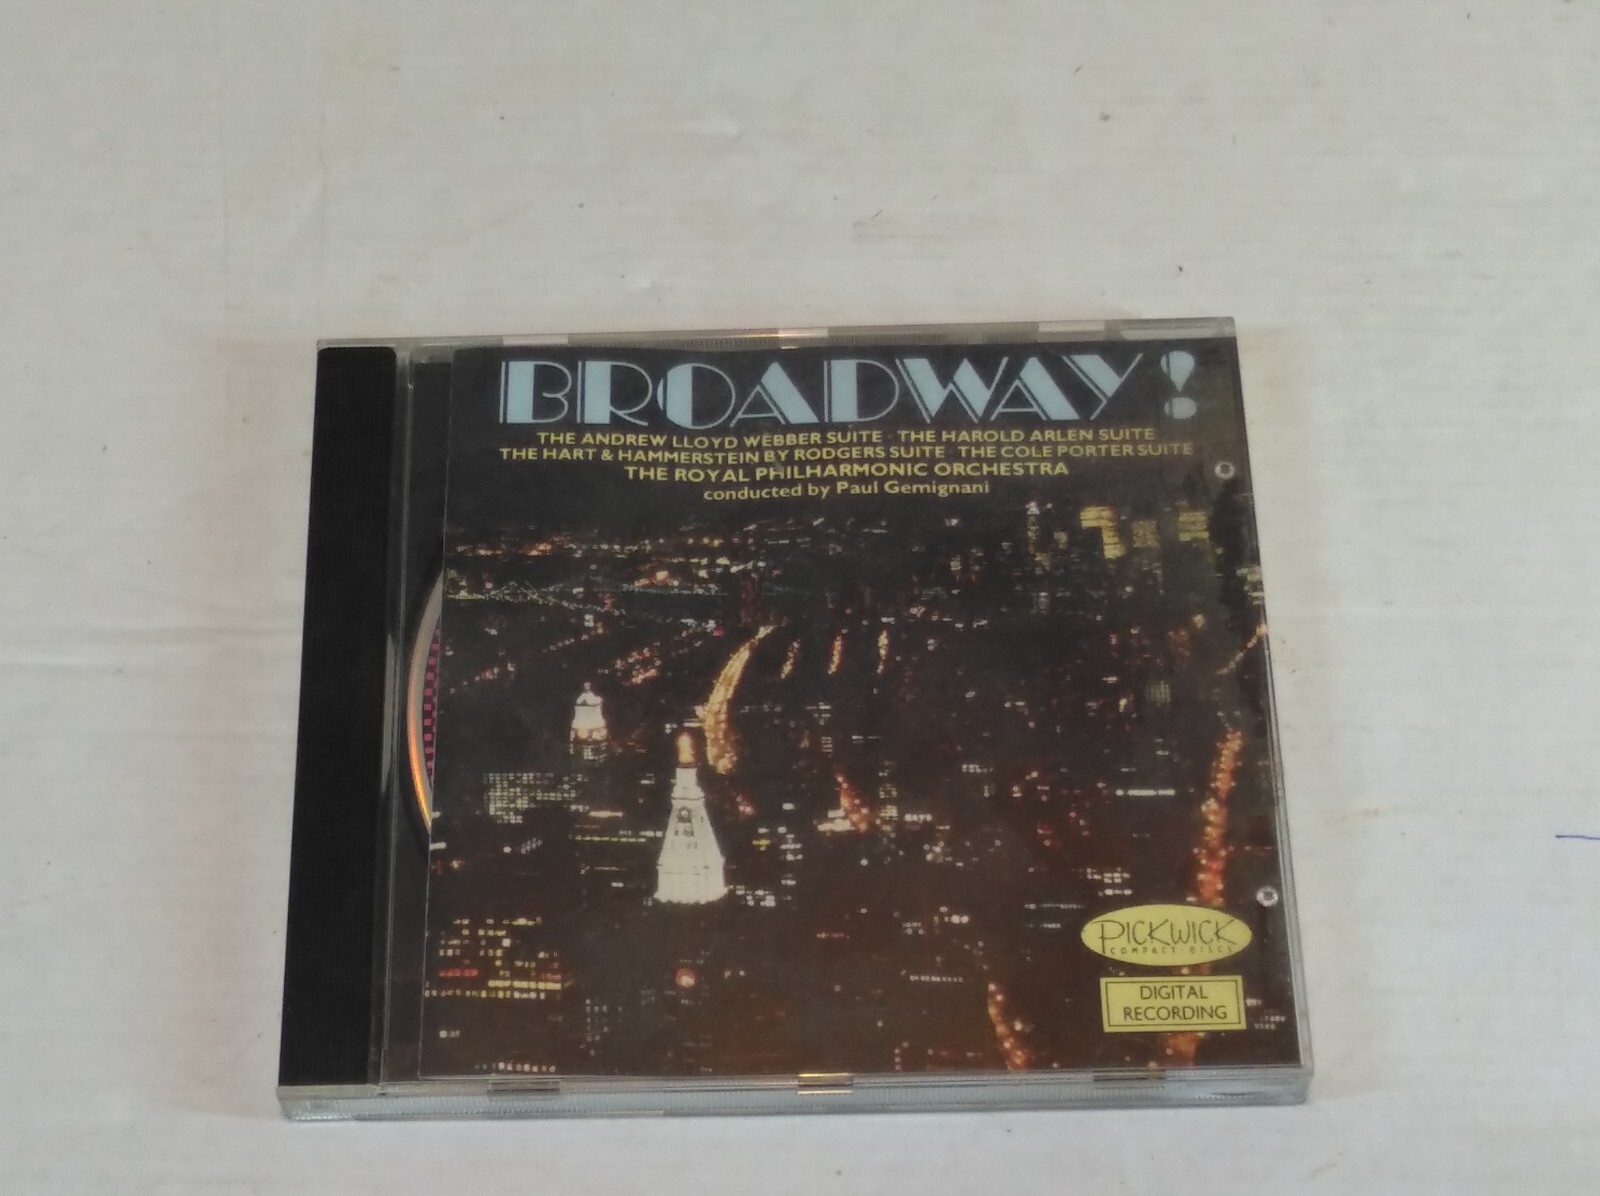 BROADWAY!
THE ANDREW LLOYD WEBBER SUITE · THE HAROLD ARLEN SUITE
THE HART & HAMMERSTEIN BY RODGERS SUITE · THE COLE PORTER SUITE
THE ROYAL PHILHARMONIC ORCHESTRA
conducted by Paul Gemignani
PICKWICK
COMPACT DISCS
DIGITAL
RECORDING